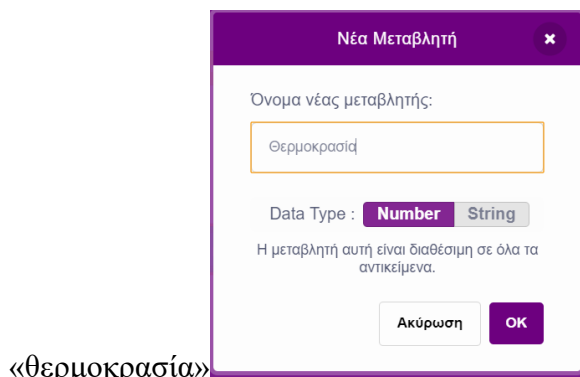 Νέα Μεταβλητή
Όνομα νέας μεταβλητής:
Θερμοκρασία
Data Type : Number String
Η μεταβλητή αυτή είναι διαθέσιμη σε όλα τα
αντικείμενα.
Ακύρωση OK
«θερμοκρασία»